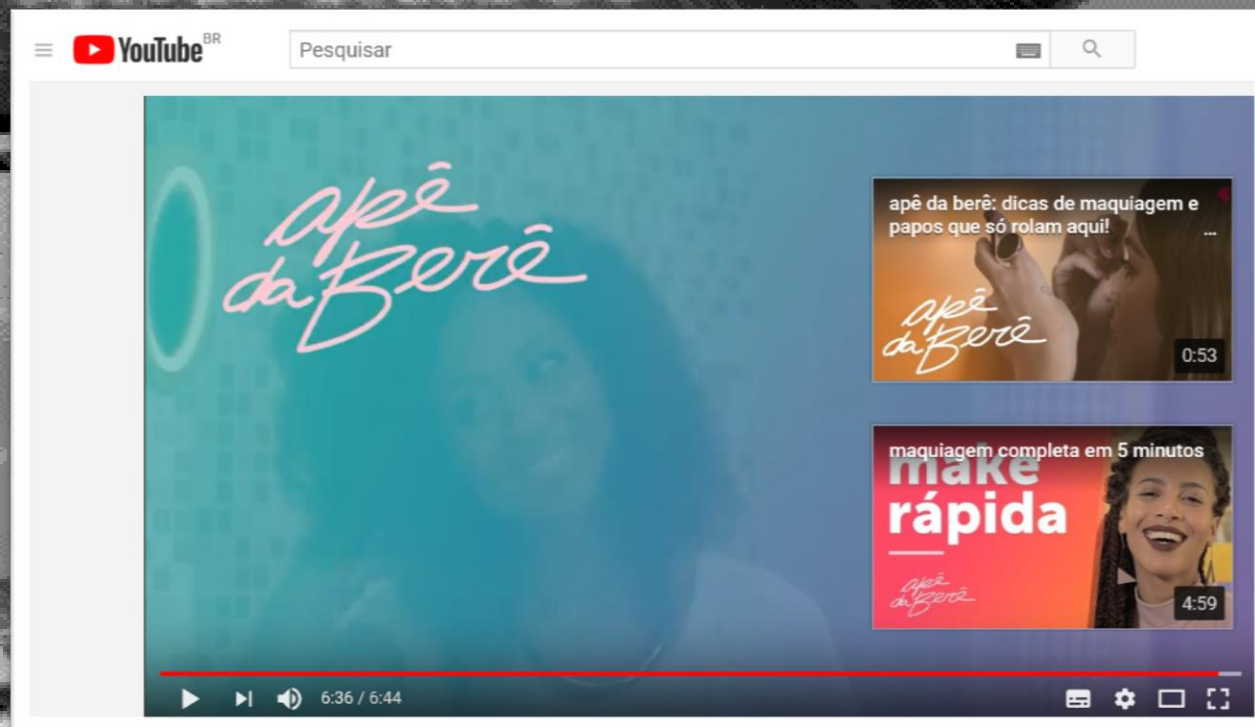 YouTube BR
Pesquisar
apê
da Berê
apê da berê: dicas de maquiagem e
papos que só rolam aqui!
...
apê
da Berê
0:53
maquiagem completa em 5 minutos
make
rápida
apê
da Berê
4:59
6:36 / 6:44